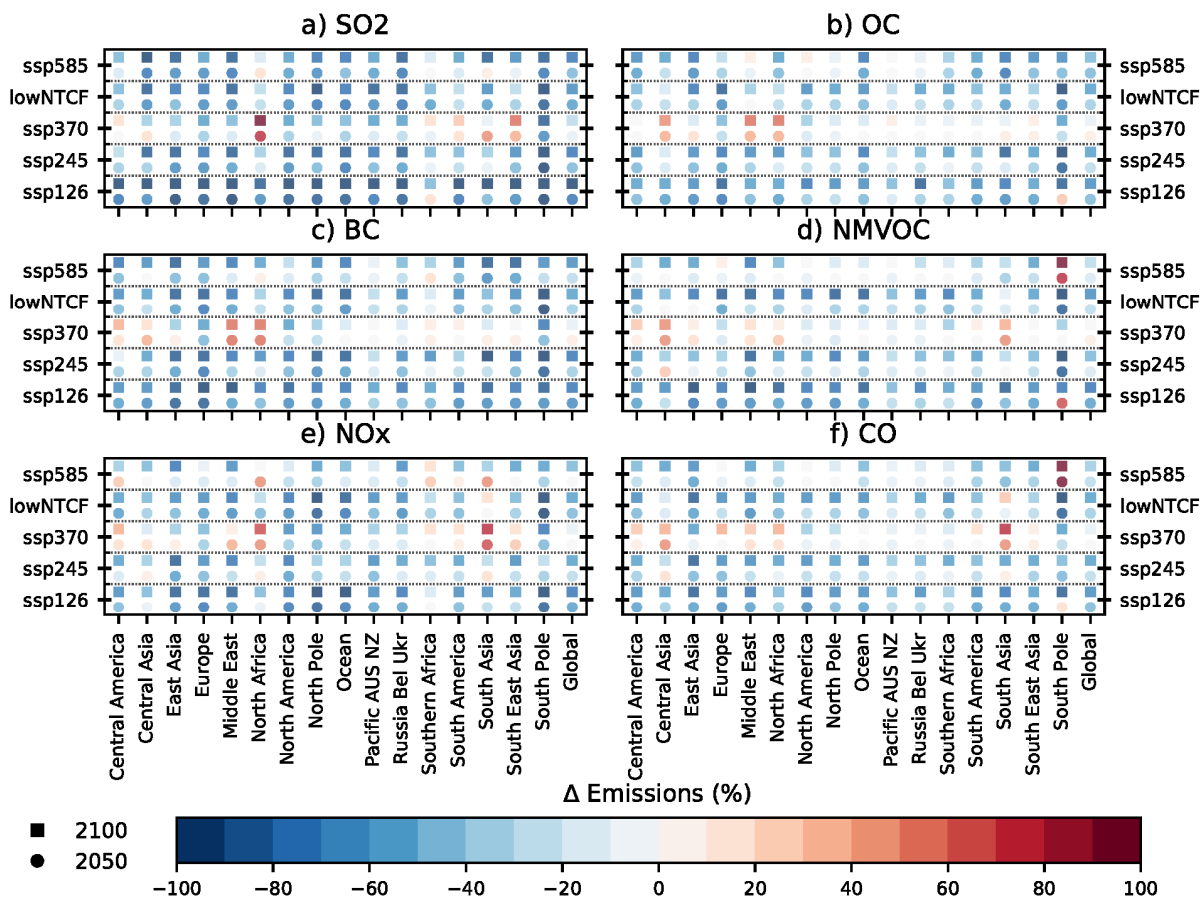 a) SO2
b) OC
ssp585
lowNTCF
ssp370
ssp245
ssp126
ssp585
lowNTCF
ssp370
ssp245
ssp126
c) BC
d) NMVOC
ssp585
lowNTCF
ssp370
ssp245
ssp126
ssp585
lowNTCF
ssp370
ssp245
ssp126
e) NOx
f) CO
ssp585
lowNTCF
ssp370
ssp245
ssp126
ssp585
lowNTCF
ssp370
ssp245
ssp126
Central America
Central Asia
East Asia
Europe
Middle East
North Africa
North America
North Pole
Ocean
Pacific AUS NZ
Russia Bel Ukr
Southern Africa
South America
South Asia
South East Asia
South Pole
Global
Central America
Central Asia
East Asia
Europe
Middle East
North Africa
North America
North Pole
Ocean
Pacific AUS NZ
Russia Bel Ukr
Southern Africa
South America
South Asia
South East Asia
South Pole
Global
Δ Emissions (%)
2100
2050
−100 −80 −60 −40 −20 0 20 40 60 80 100